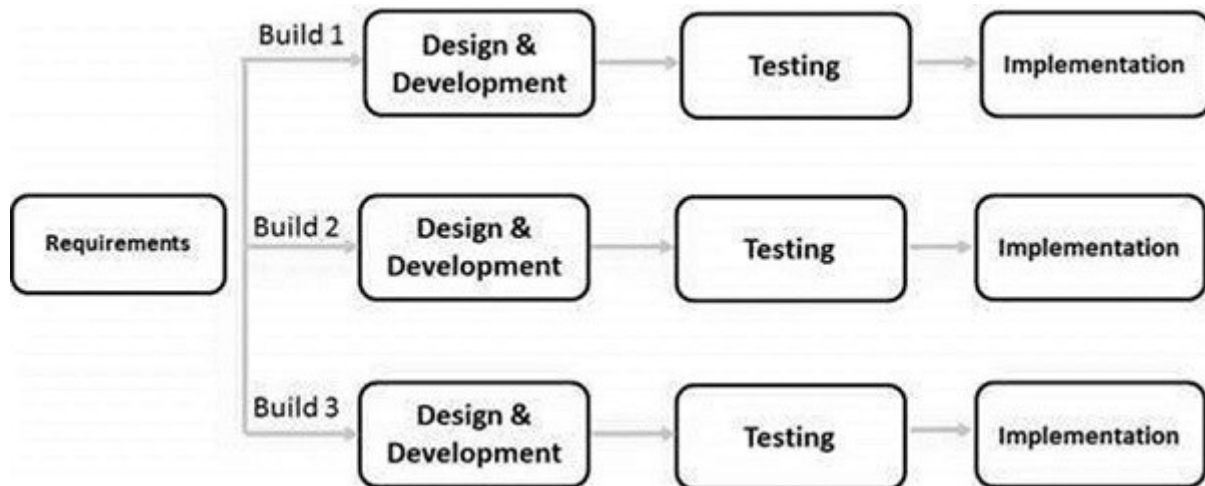 Build 1
Design &
Development
Testing
Implementation
Requirements
Build 2
Design &
Development
Testing
Implementation
Build 3
Design &
Development
Testing
Implementation